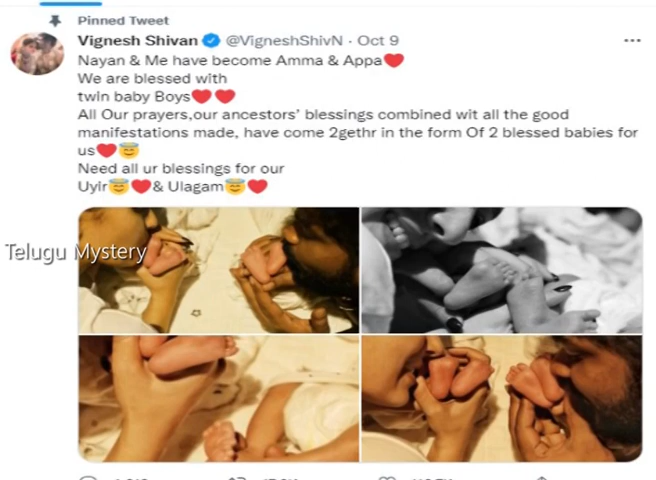 Pinned Tweet
Vignesh Shivan @VigneshShivN · Oct 9
Nayan & Me have become Amma & Appa❤️
We are blessed with
twin baby Boys❤️❤️
All Our prayers,our ancestors' blessings combined wit all the good
manifestations made, have come 2gethr in the form Of 2 blessed babies for
us❤️😇
Need all ur blessings for our
Uyir😇❤️& Ulagam😇❤️
Telugu Mystery